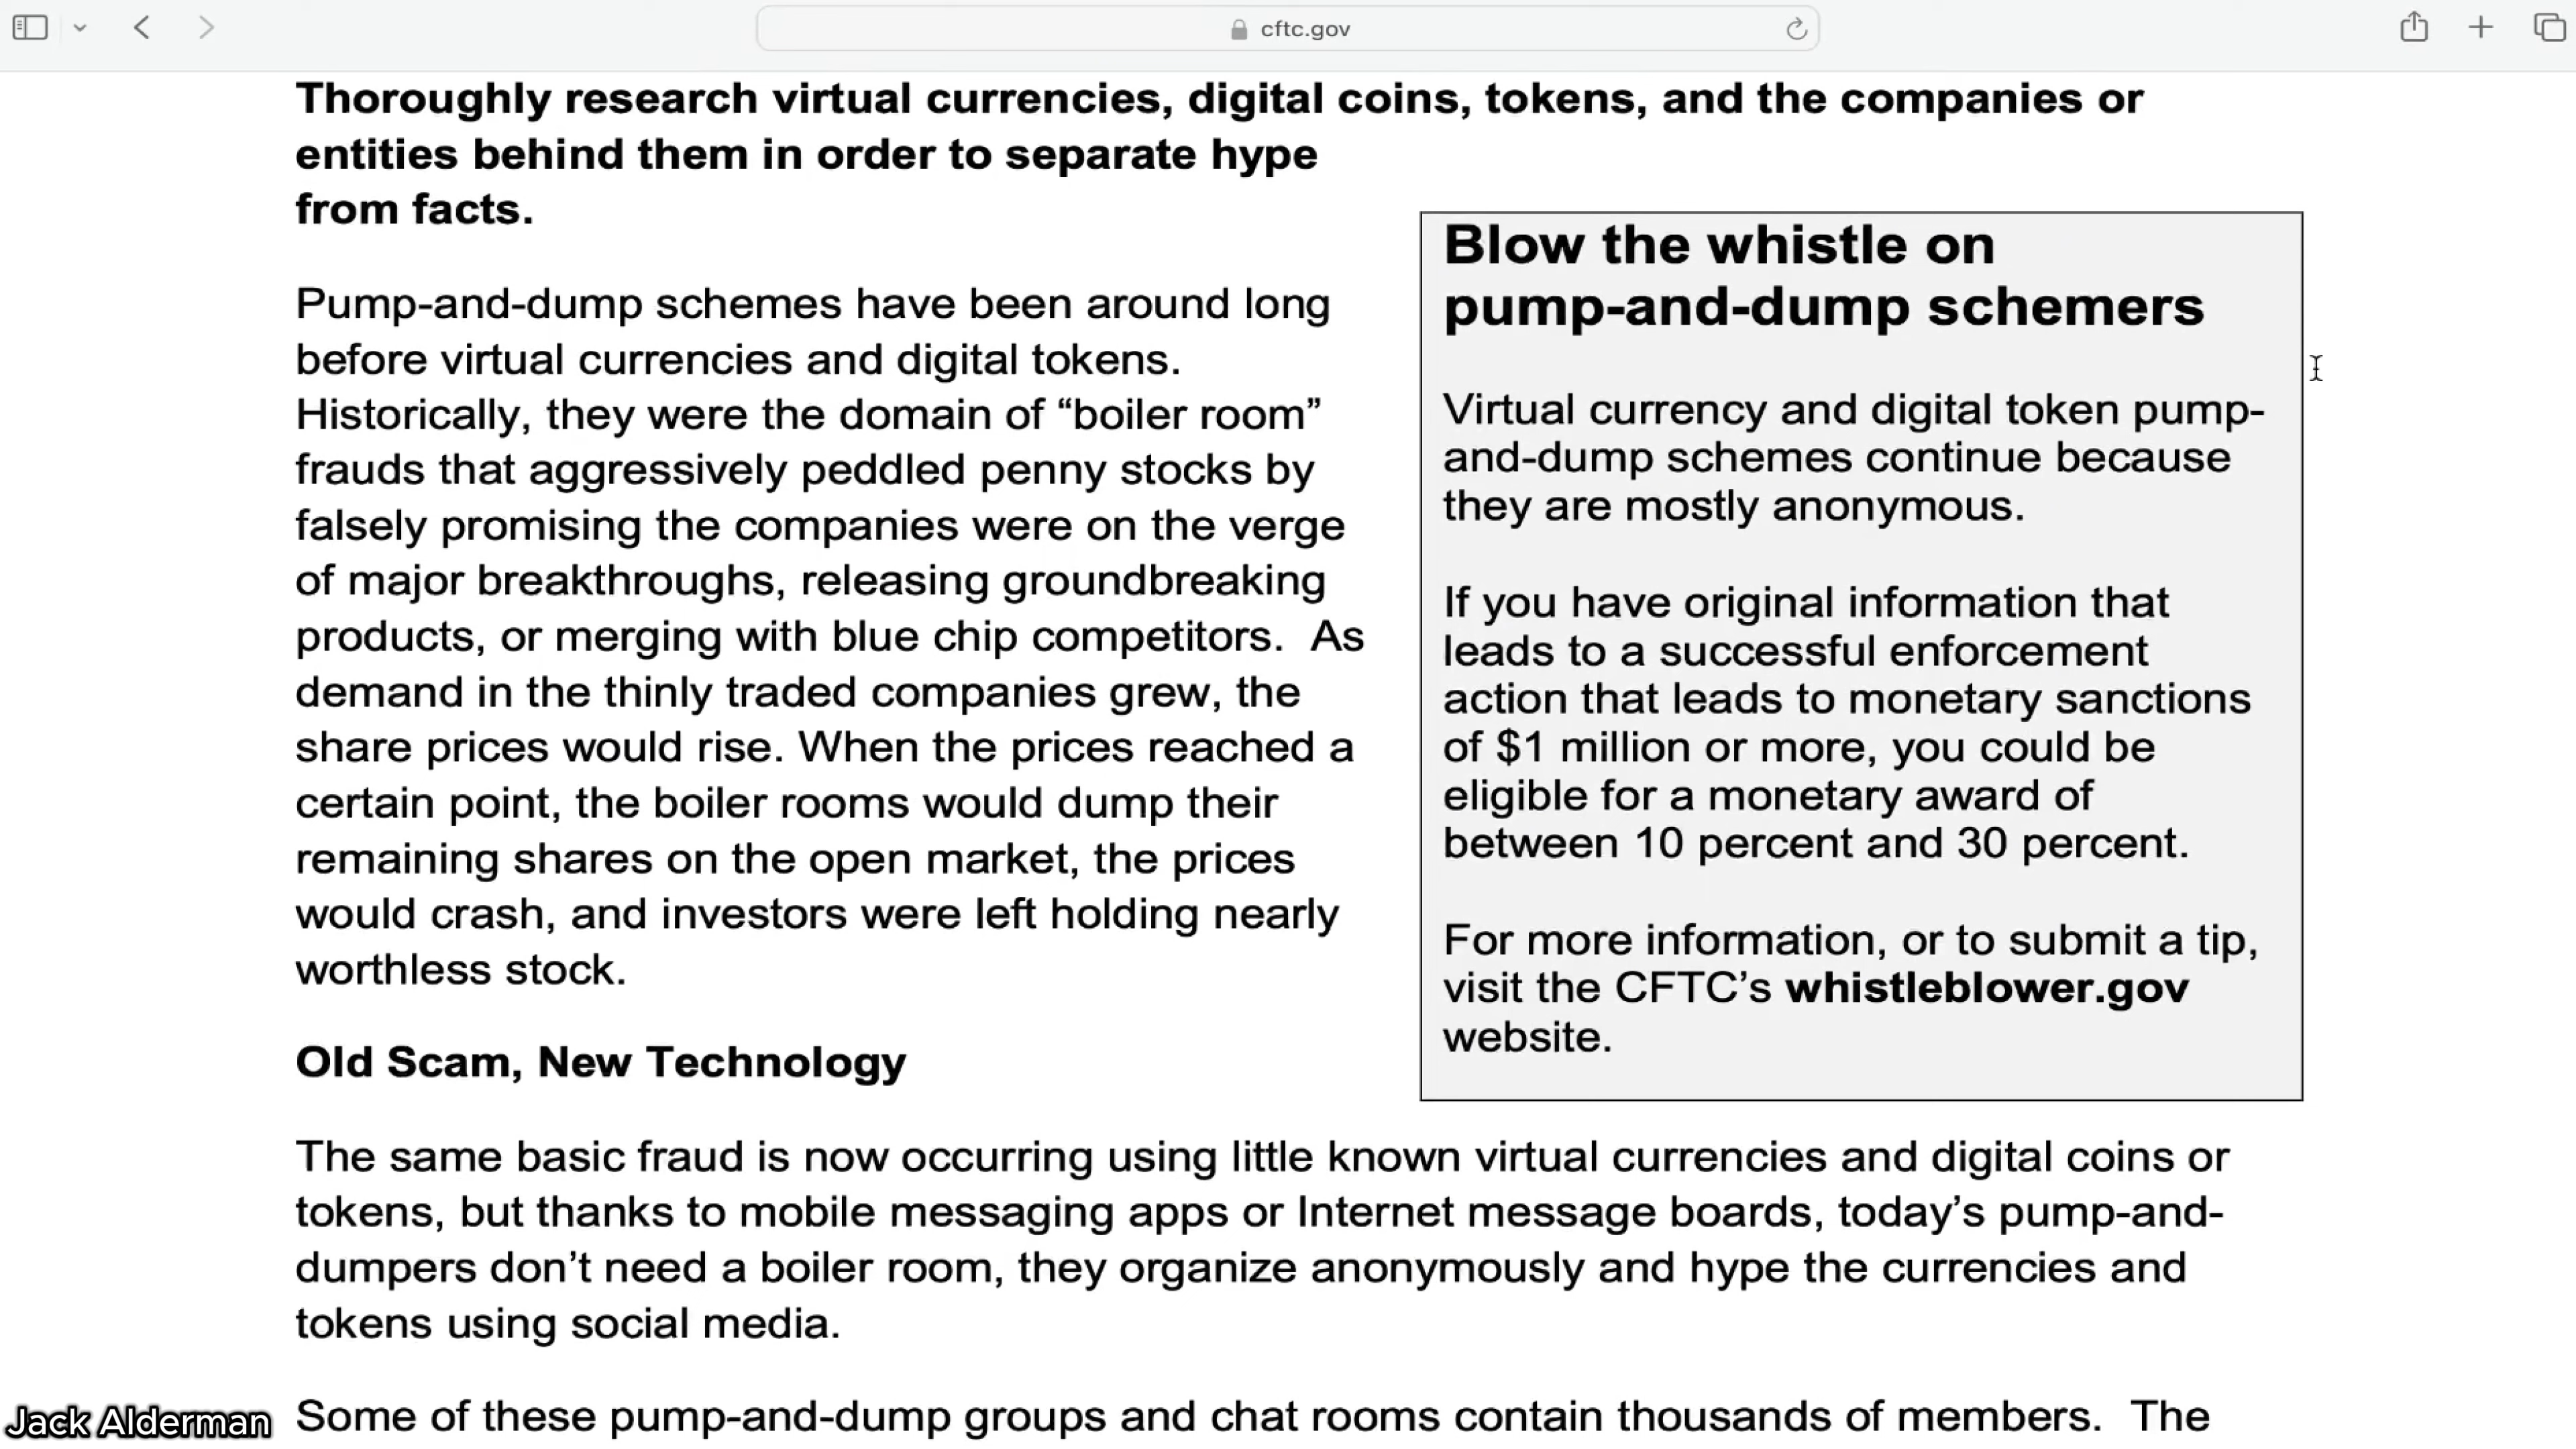 cftc.gov
Thoroughly research virtual currencies, digital coins, tokens, and the companies or
entities behind them in order to separate hype
from facts.
Pump-and-dump schemes have been around long
before virtual currencies and digital tokens.
Historically, they were the domain of “boiler room”
frauds that aggressively peddled penny stocks by
falsely promising the companies were on the verge
of major breakthroughs, releasing groundbreaking
products, or merging with blue chip competitors.  As
demand in the thinly traded companies grew, the
share prices would rise. When the prices reached a
certain point, the boiler rooms would dump their
remaining shares on the open market, the prices
would crash, and investors were left holding nearly
worthless stock.
Blow the whistle on
pump-and-dump schemers
Virtual currency and digital token pump-
and-dump schemes continue because
they are mostly anonymous.
If you have original information that
leads to a successful enforcement
action that leads to monetary sanctions
of $1 million or more, you could be
eligible for a monetary award of
between 10 percent and 30 percent.
For more information, or to submit a tip,
visit the CFTC’s whistleblower.gov
website.
Old Scam, New Technology
The same basic fraud is now occurring using little known virtual currencies and digital coins or
tokens, but thanks to mobile messaging apps or Internet message boards, today’s pump-and-
dumpers don’t need a boiler room, they organize anonymously and hype the currencies and
tokens using social media.
Some of these pump-and-dump groups and chat rooms contain thousands of members.  The
Jack Alderman